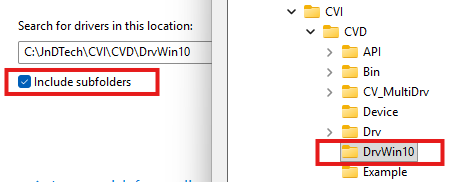 Search for drivers in this location:
C:\JnDTech\CVI\CVD\DrvWin10
Include subfolders
CVI
CVD
API
Bin
CV_MultiDrv
Device
Drv
DrvWin10
Example